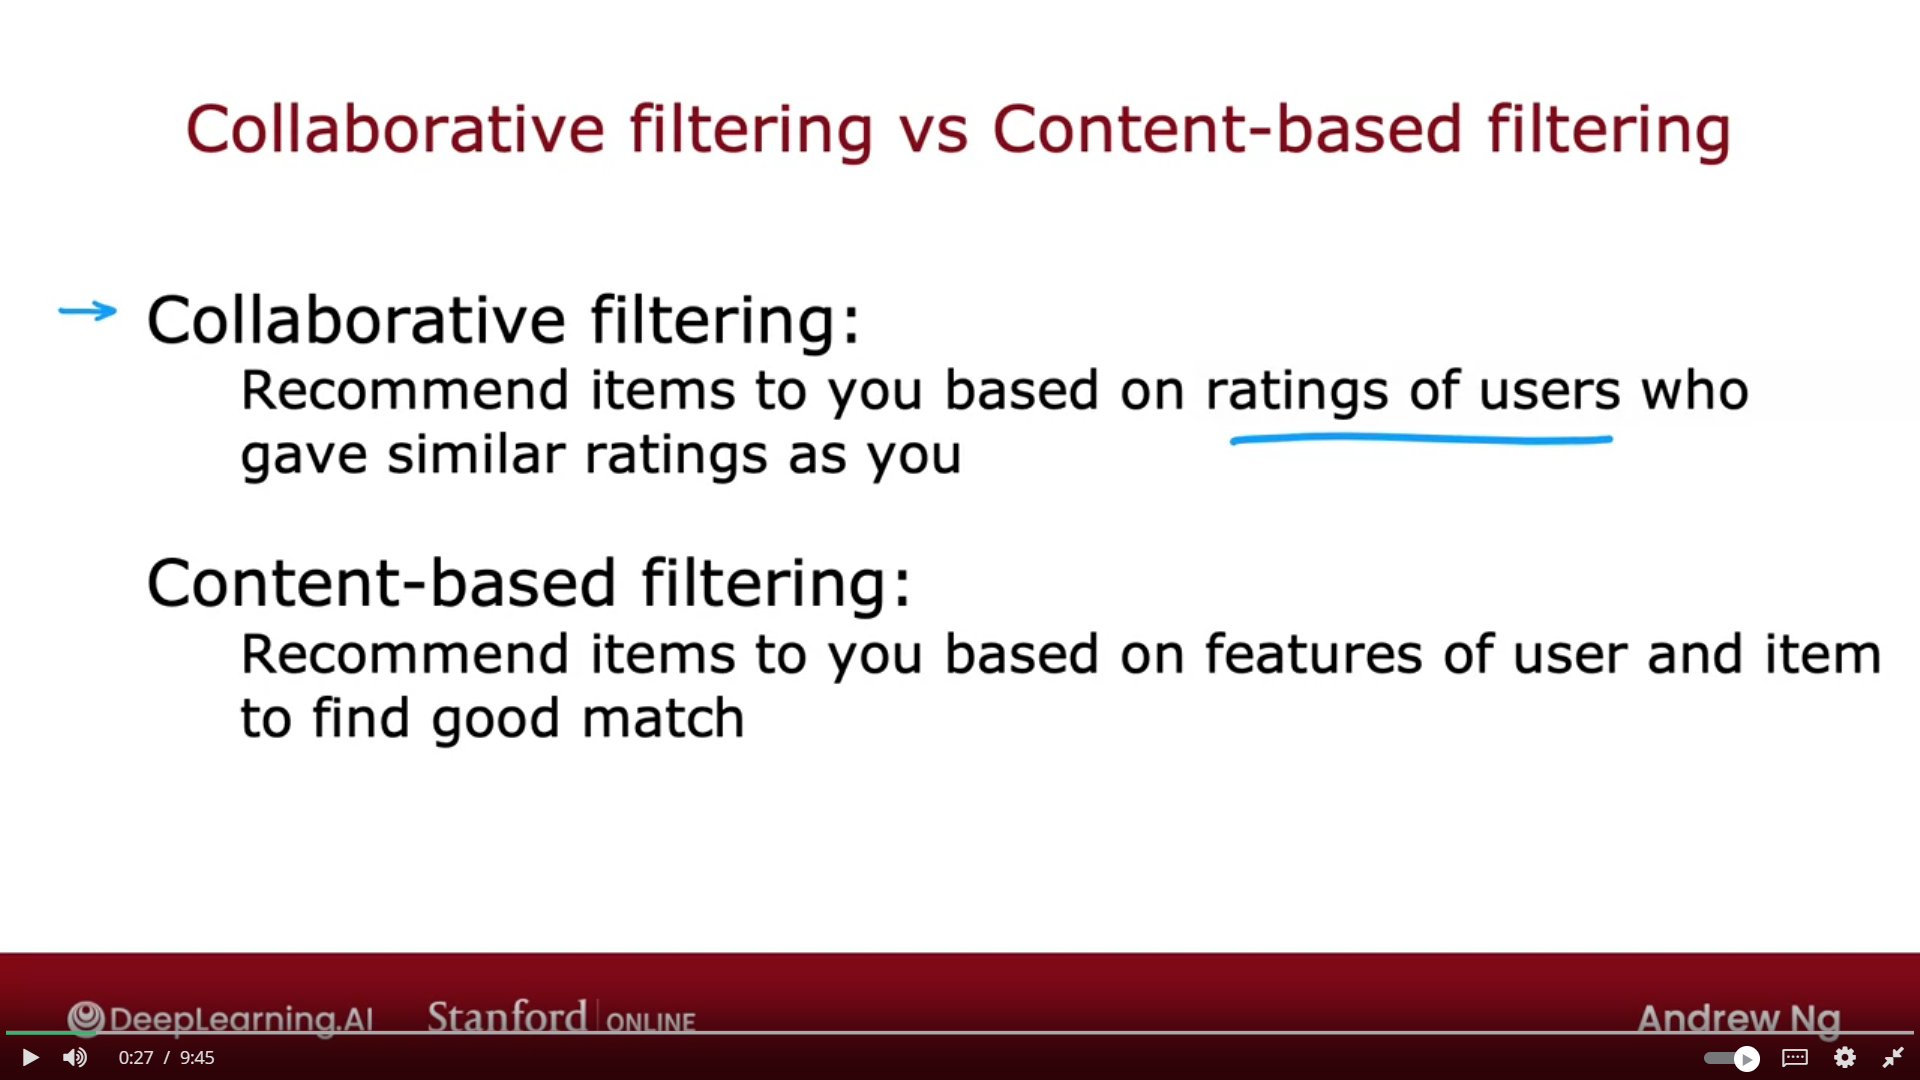 Collaborative filtering vs Content-based filtering
Collaborative filtering:
Recommend items to you based on ratings of users who
gave similar ratings as you
Content-based filtering:
Recommend items to you based on features of user and item
to find good match
DeepLearning.AI Stanford ONLINE Andrew Ng
0:27 / 9:45